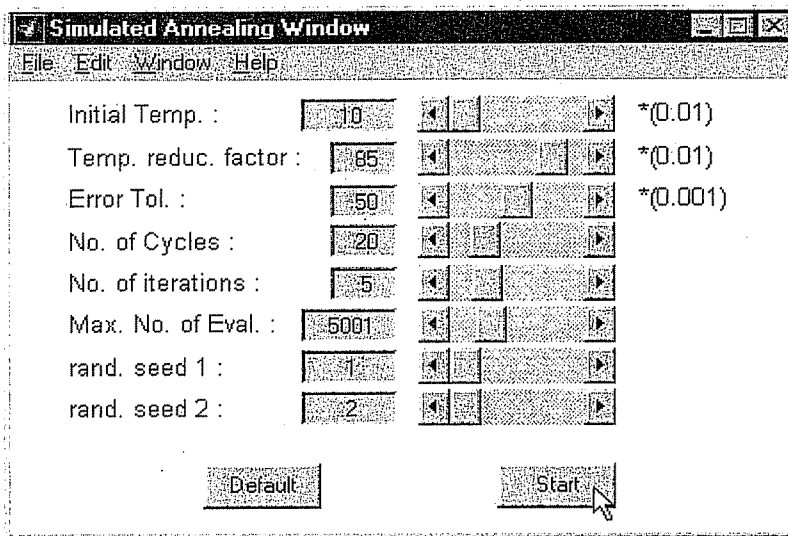 Simulated Annealing Window
File Edit Window Help
Initial Temp. : 10 *(0.01)
Temp. reduc. factor : 85 *(0.01)
Error Tol. : 50 *(0.001)
No. of Cycles : 20
No. of iterations : 5
Max. No. of Eval. : 5001
rand. seed 1 : 1
rand. seed 2 : 2
Default Start